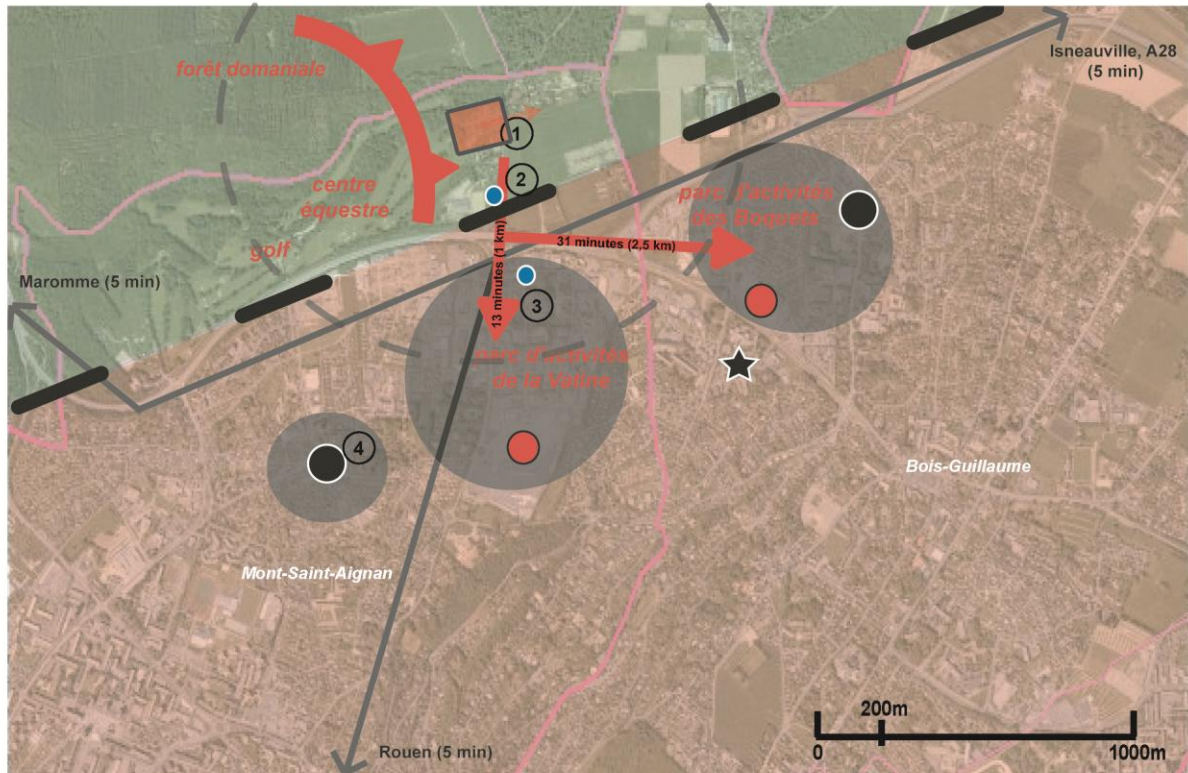 Isneauville, A28
(5 min)
forêt domaniale
1
2
centre
équestre
parc d'activités
des Boquets
golf
31 minutes (2,5 km)
Maromme (5 min)
13 minutes (1 km)
3
parc d'activités
de la Vatine
4
Bois-Guillaume
Mont-Saint-Aignan
200m
Rouen (5 min)
0
1000m